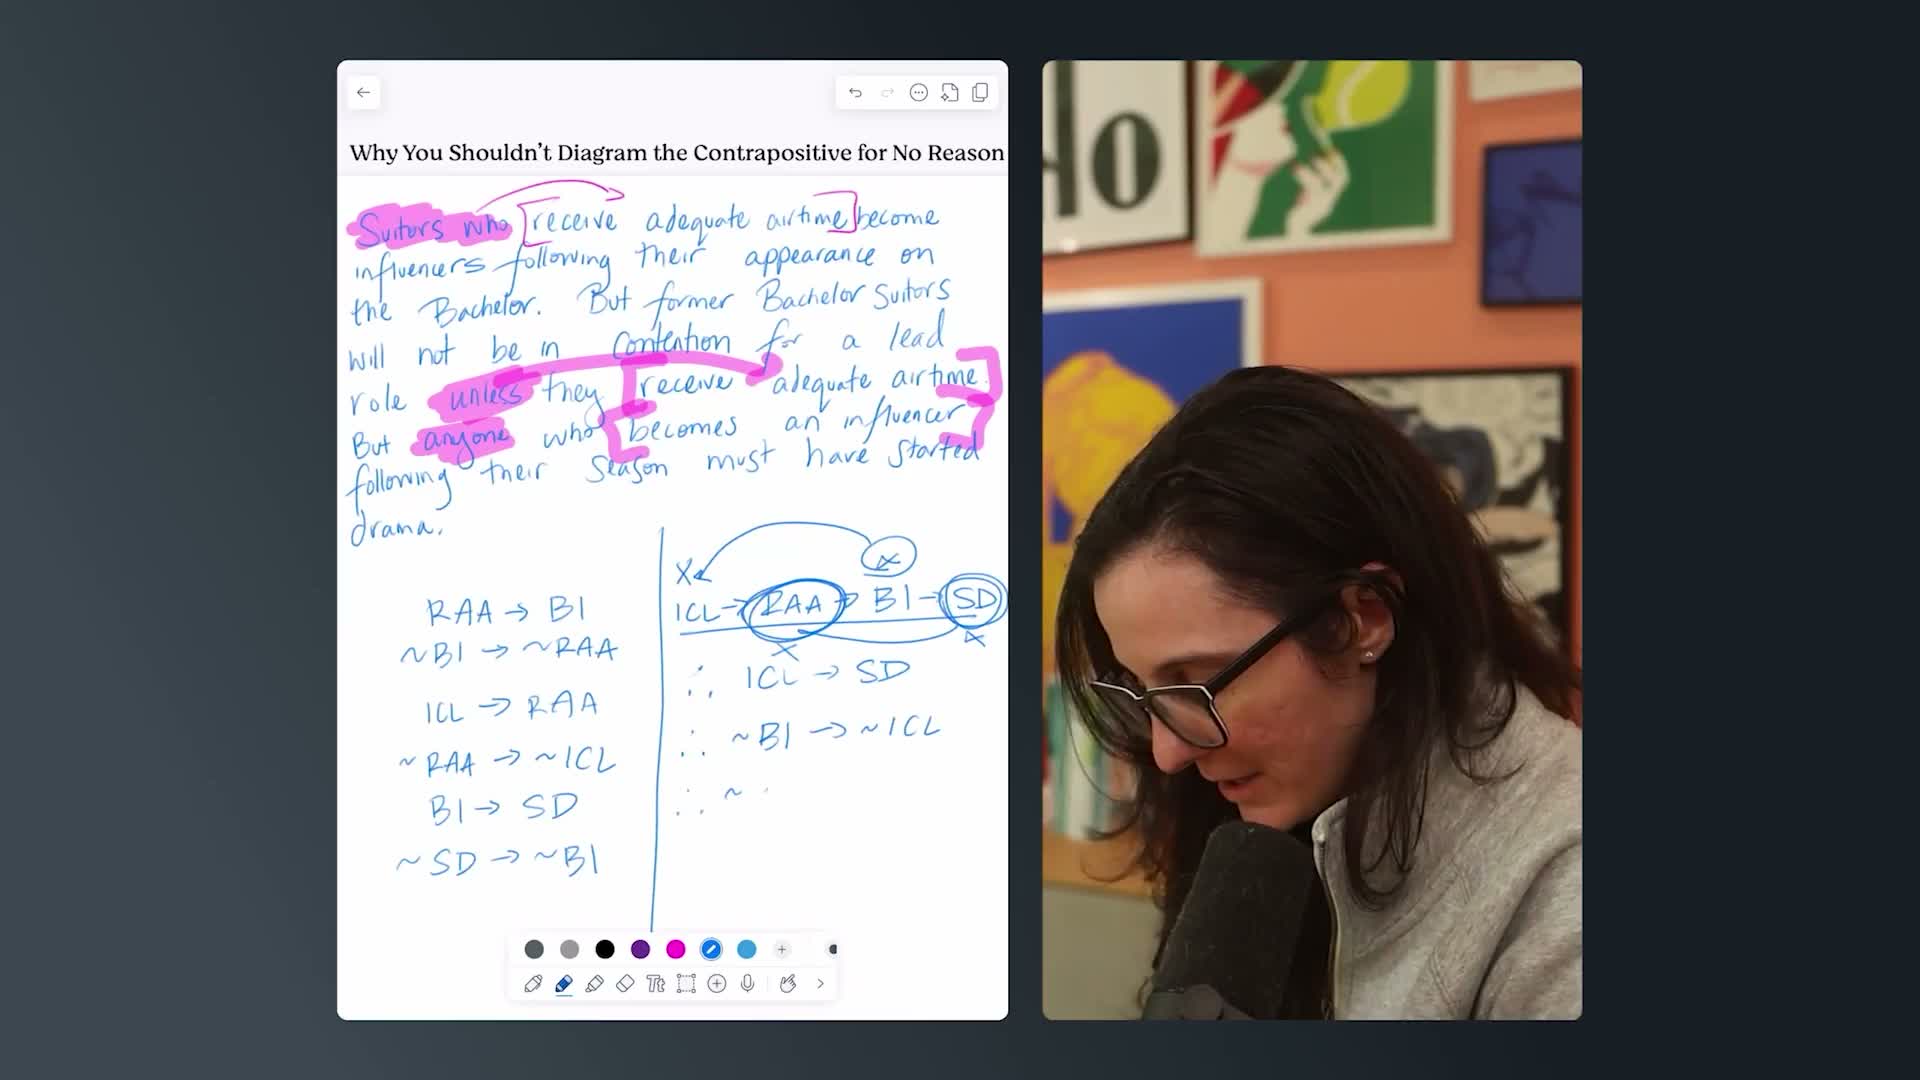 Why You Shouldn't Diagram the Contrapositive for No Reason
Suitors who receive adequate airtime become
influencers following their appearance on
the Bachelor. But former Bachelor Suitors
will not be in contention for a lead
role unless they receive adequate airtime.
But anyone who becomes an influencer
following their season must have started
drama.
RAA → BI
~BI → ~RAA
ICL → RAA
~RAA → ~ICL
BI → SD
~SD → ~BI
X
ICL → RAA → BI → SD
∴ ICL → SD
∴ ~BI → ~ICL
∴ ~
Tt